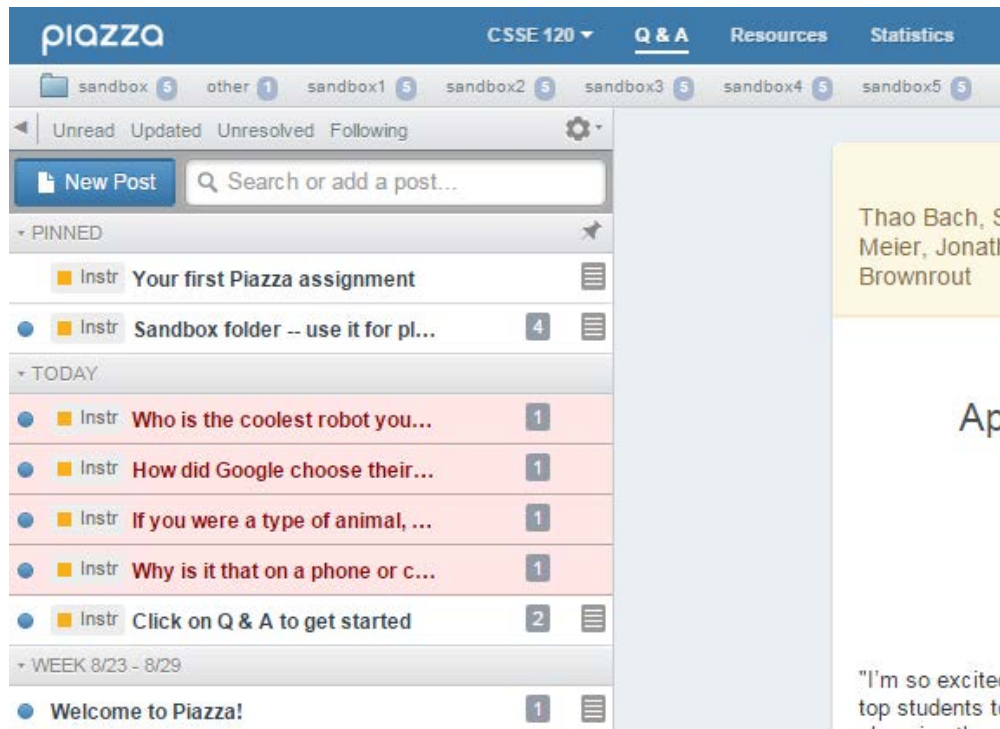 piazza CSSE 120 Q & A Resources Statistics
sandbox 5 other 1 sandbox1 5 sandbox2 5 sandbox3 5 sandbox4 5 sandbox5 5
Unread Updated Unresolved Following
New Post Search or add a post...
PINNED
Instr Your first Piazza assignment
Instr Sandbox folder -- use it for pl... 4
TODAY
Instr Who is the coolest robot you... 1
Instr How did Google choose their... 1
Instr If you were a type of animal, ... 1
Instr Why is it that on a phone or c... 1
Instr Click on Q & A to get started 2
WEEK 8/23 - 8/29
Welcome to Piazza! 1
Thao Bach, S
Meier, Jonat
Brownrout
Ap
"I'm so excite
top students t